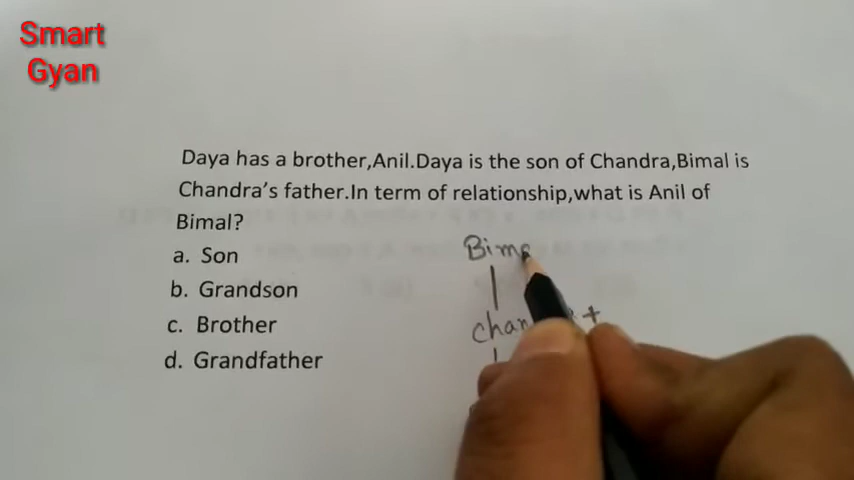 Smart
Gyan
Daya has a brother,Anil.Daya is the son of Chandra,Bimal is
Chandra's father.In term of relationship,what is Anil of
Bimal?
a. Son
b. Grandson
c. Brother
d. Grandfather
Bima
chan +